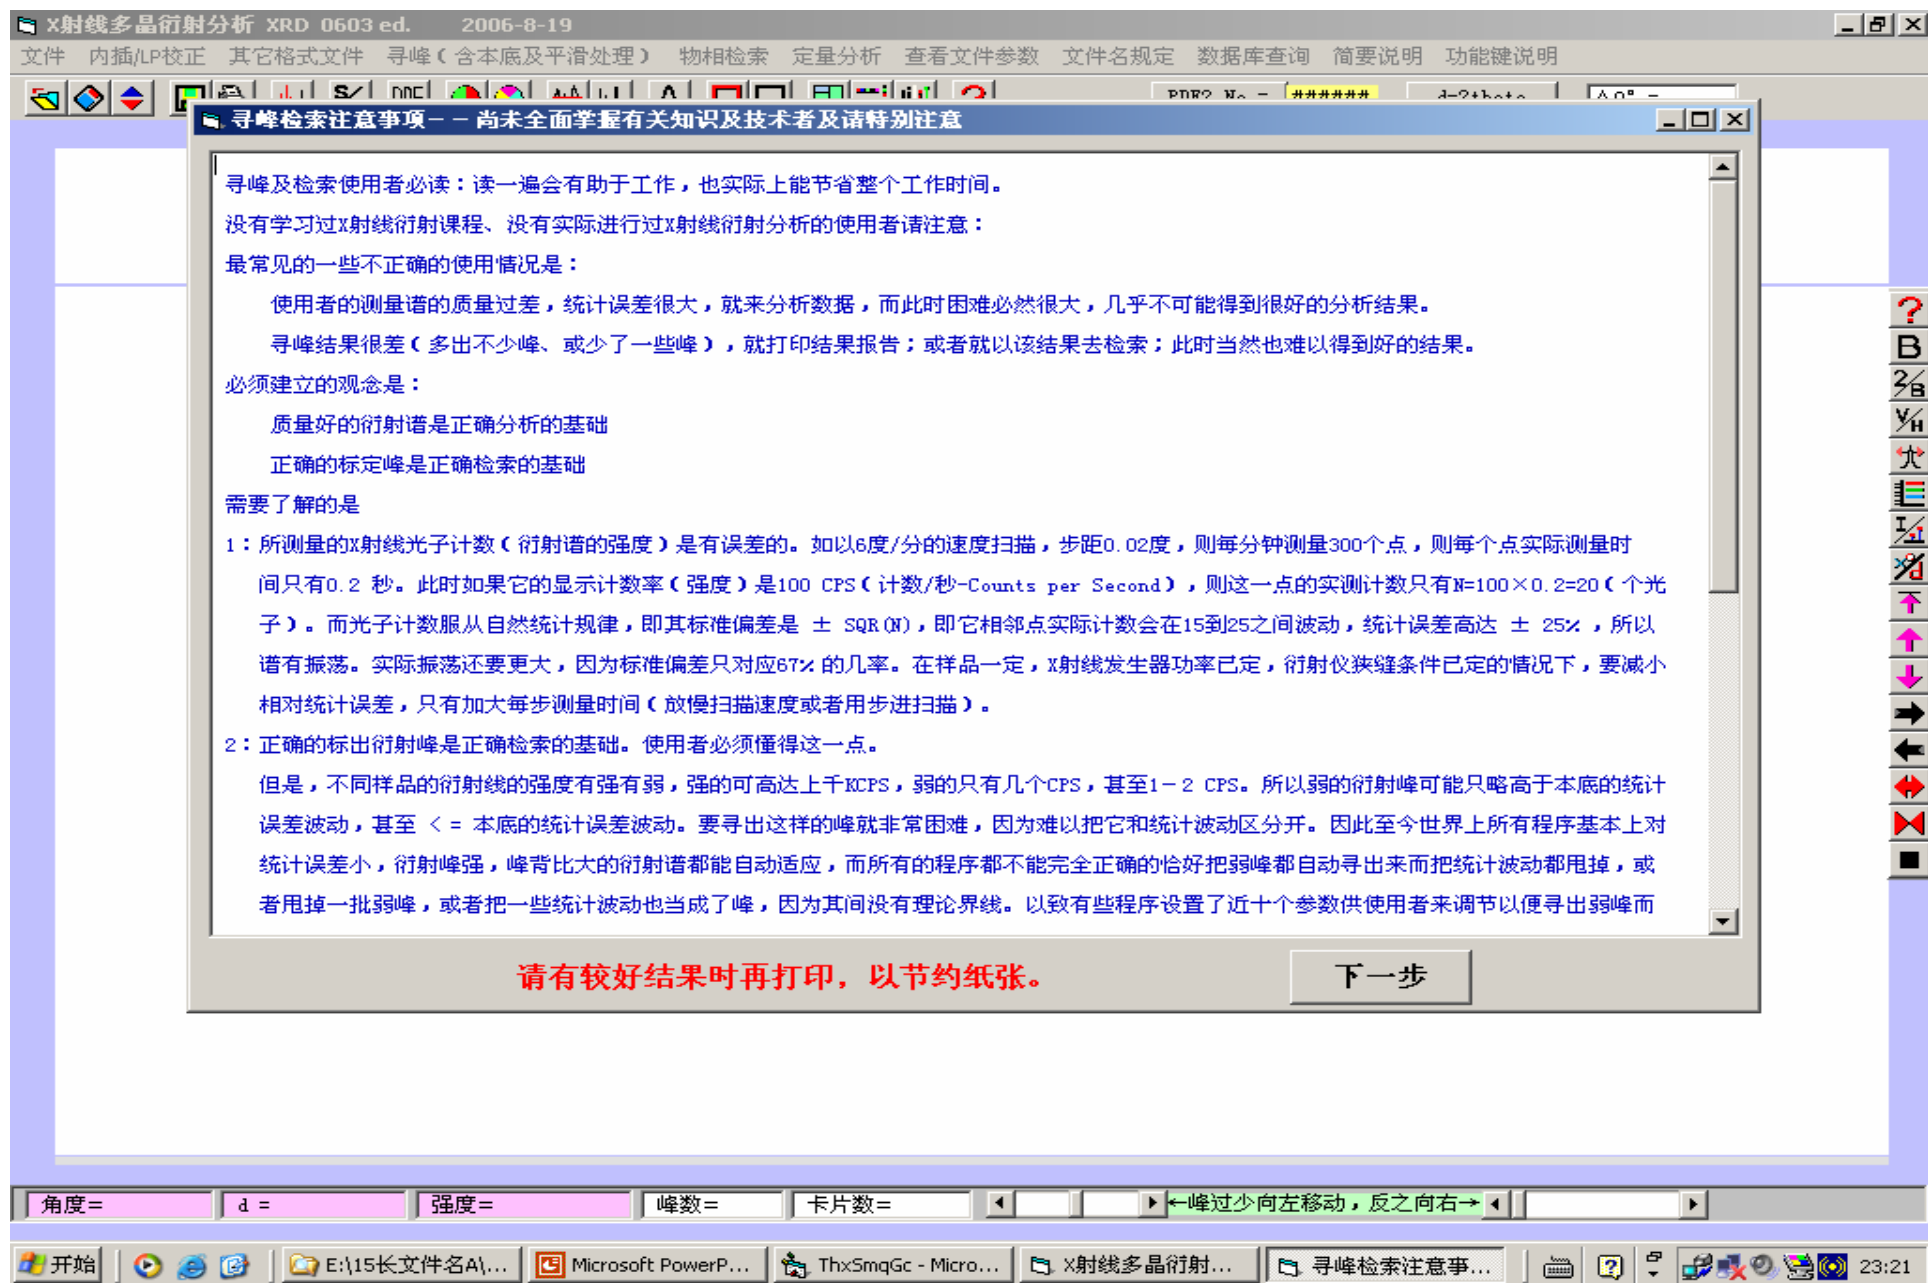 X射线多晶衍射分析 XRD 0603 ed. 2006-8-19
文件 内插/LP校正 其它格式文件 寻峰(含本底及平滑处理) 物相检索 定量分析 查看文件参数 文件名规定 数据库查询 简要说明 功能键说明
PDF2 No = ###### d-2theta
寻峰检索注意事项－－尚未全面学握有关知识及技术者及请特别注意
寻峰及检索使用者必读：读一遍会有助于工作，也实际上能节省整个工作时间。
没有学习过X射线衍射课程、没有实际进行过X射线衍射分析的使用者请注意：
最常见的一些不正确的使用情况是：
使用者的测量谱的质量过差，统计误差很大，就来分析数据，而此时困难必然很大，几乎不可能得到很好的分析结果。
寻峰结果很差(多出不少峰、或少了一些峰)，就打印结果报告；或者就以该结果去检索；此时当然也难以得到好的结果。
必须建立的观念是：
质量好的衍射谱是正确分析的基础
正确的标定峰是正确检索的基础
需要了解的是
1：所测量的X射线光子计数(衍射谱的强度)是有误差的。如以6度/分的速度扫描，步距0.02度，则每分钟测量300个点，则每个点实际测量时
间只有0.2 秒。此时如果它的显示计数率(强度)是100 CPS(计数/秒-Counts per Second)，则这一点的实测计数只有N=100×0.2=20(个光
子)。而光子计数服从自然统计规律，即其标准偏差是 ± SQR(N)，即它相邻点实际计数会在15到25之间波动，统计误差高达 ± 25% ，所以
谱有振荡。实际振荡还要更大，因为标准偏差只对应67% 的几率。在样品一定，X射线发生器功率已定，衍射仪狭缝条件已定的情况下，要减小
相对统计误差，只有加大每步测量时间(放慢扫描速度或者用步进扫描)。
2：正确的标出衍射峰是正确检索的基础。使用者必须懂得这一点。
但是，不同样品的衍射线的强度有强有弱，强的可高达上千KCPS，弱的只有几个CPS，甚至1－2 CPS。所以弱的衍射峰可能只略高于本底的统计
误差波动，甚至 < = 本底的统计误差波动。要寻出这样的峰就非常困难，因为难以把它和统计波动区分开。因此至今世界上所有程序基本上对
统计误差小，衍射峰强，峰背比大的衍射谱都能自动适应，而所有的程序都不能完全正确的恰好把弱峰都自动寻出来而把统计波动都甩掉，或
者甩掉一批弱峰，或者把一些统计波动也当成了峰，因为其间没有理论界线。以致有些程序设置了近十个参数供使用者来调节以便寻出弱峰而
请有较好结果时再打印，以节约纸张。
下一步
?
B
2/B
V/H
角度=
d =
强度=
峰数=
卡片数=
←峰过少向左移动，反之向右→
开始
E:\15长文件名A\...
Microsoft PowerP...
ThxSmqGc - Micro...
X射线多晶衍射...
寻峰检索注意事...
23:21